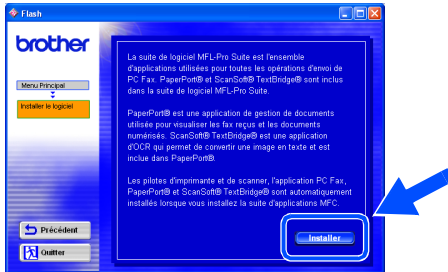 Flash
brother
Menu Principal
Installer le logiciel
La suite de logiciel MFL-Pro Suite est l'ensemble
d'applications utilisées pour toutes les opérations d'envoi de
PC Fax. PaperPort® et ScanSoft® TextBridge® sont inclus
dans la suite de logiciel MFL-Pro Suite.
PaperPort® est une application de gestion de documents
utilisée pour visualiser les fax reçus et les documents
numérisés. ScanSoft® TextBridge® est une application
d'OCR qui permet de convertir une image en texte et est
inclue dans PaperPort®.
Les pilotes d'imprimante et de scanner, l'application PC Fax,
PaperPort® et ScanSoft® TextBridge® sont automatiquement
installés lorsque vous installez la suite d'applications MFC.
Précédent
Quitter
Installer